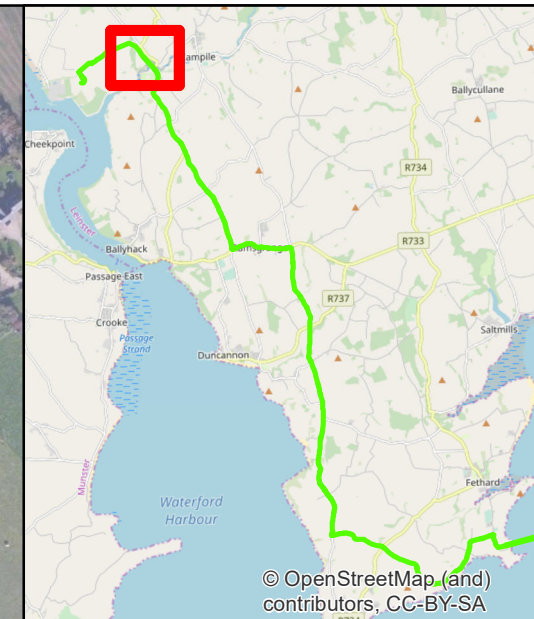 Ballycullane
Cheekpoint
R734
Leinster
R733
Ballyhack
Passage East
R737
Crooke
Saltmills
Passage
Strand
Duncannon
Munster
Fethard
Waterford
Harbour
© OpenStreetMap (and)
contributors, CC-BY-SA